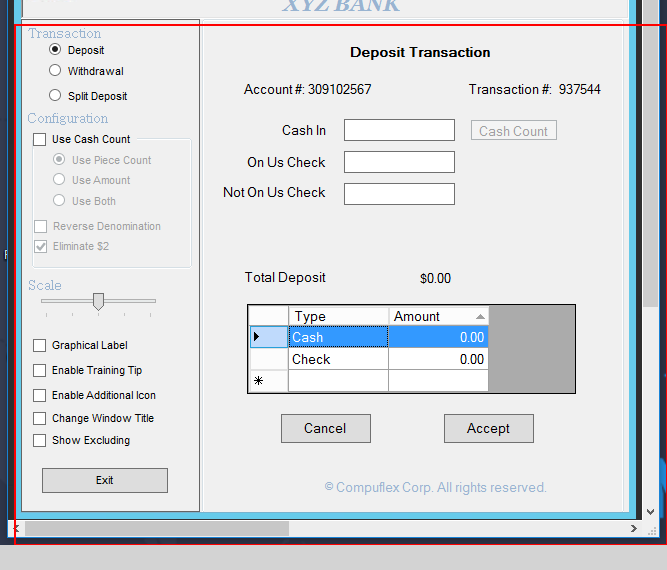 XYZ BANK
Transaction
Deposit
Withdrawal
Split Deposit
Configuration
Use Cash Count
Use Piece Count
Use Amount
Use Both
Reverse Denomination
Eliminate $2
Scale
Graphical Label
Enable Training Tip
Enable Additional Icon
Change Window Title
Show Excluding
Exit
Deposit Transaction
Account #: 309102567 Transaction #: 937544
Cash In Cash Count
On Us Check
Not On Us Check
Total Deposit $0.00
Type Amount
Cash 0.00
Check 0.00
Cancel Accept
© Compuflex Corp. All rights reserved.